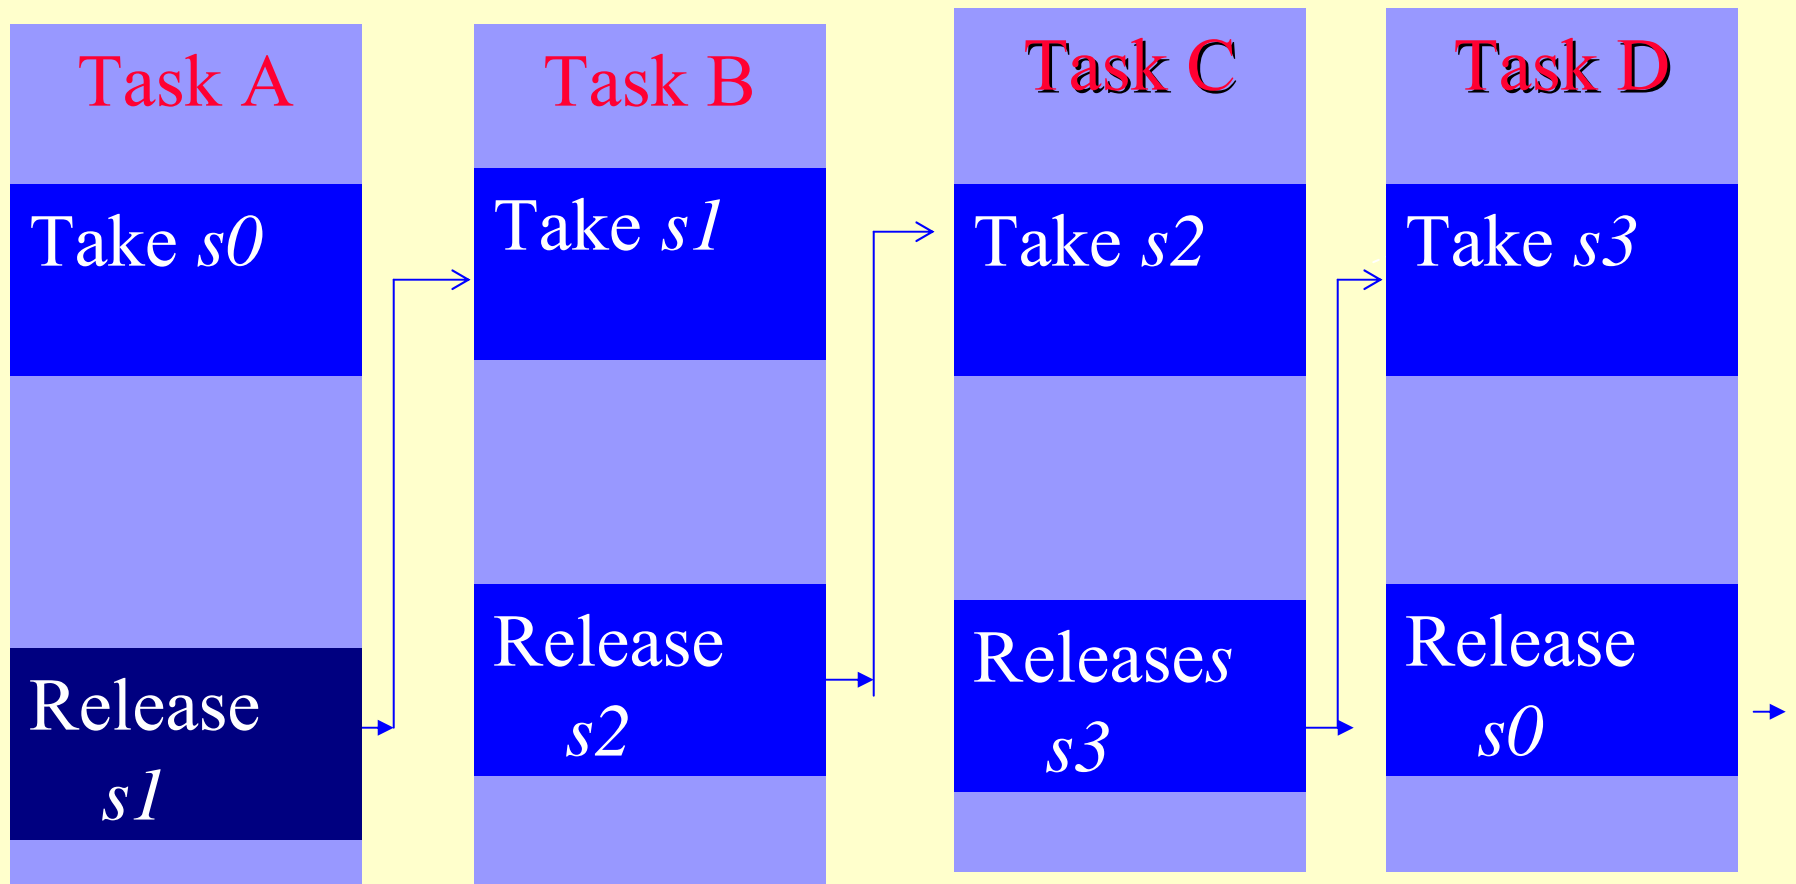 Task A
Take s0
Release
s1
Task B
Take s1
Release
s2
Task C
Take s2
Releases
s3
Task D
Take s3
Release
s0